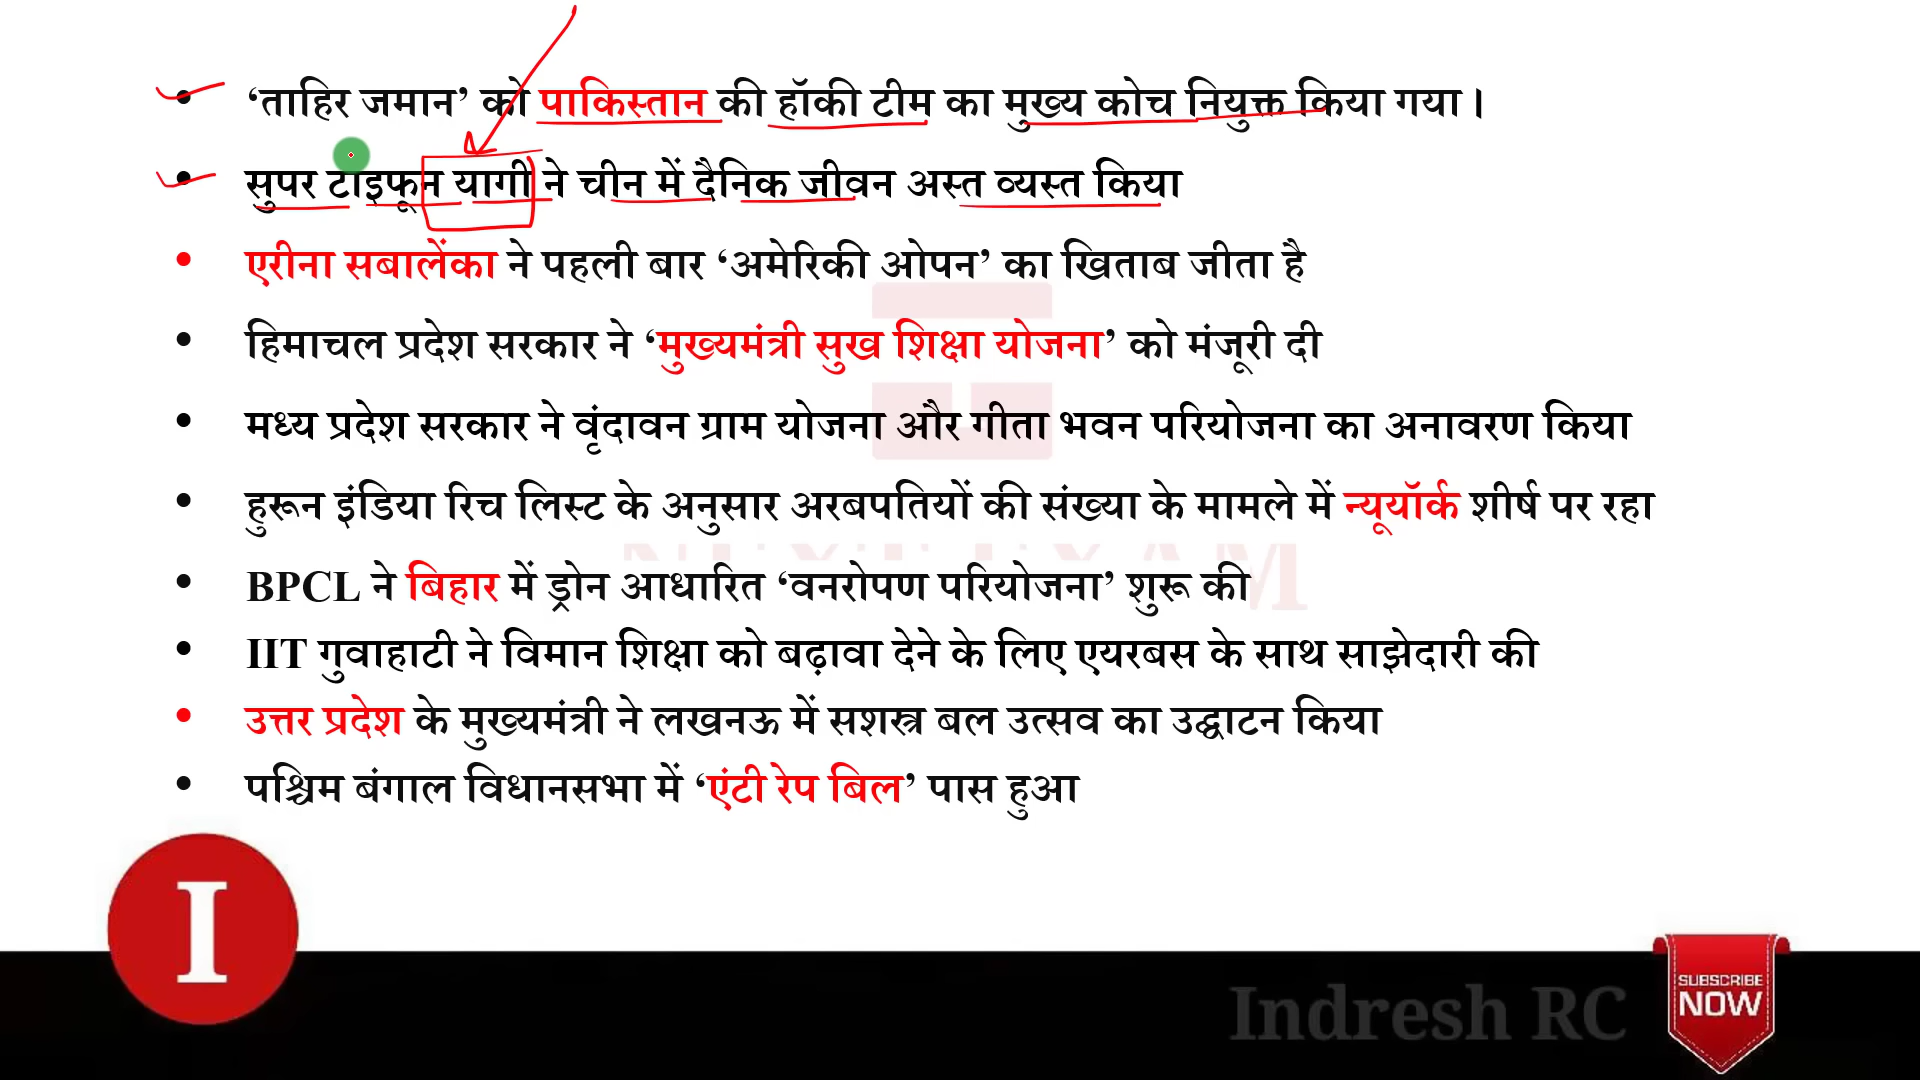 • ‘ताहिर जमान’ को पाकिस्तान की हॉकी टीम का मुख्य कोच नियुक्त किया गया।
• सुपर टाइफून यागी ने चीन में दैनिक जीवन अस्त व्यस्त किया
• एरीना सबालेंका ने पहली बार ‘अमेरिकी ओपन’ का खिताब जीता है
• हिमाचल प्रदेश सरकार ने ‘मुख्यमंत्री सुख शिक्षा योजना’ को मंजूरी दी
• मध्य प्रदेश सरकार ने वृंदावन ग्राम योजना और गीता भवन परियोजना का अनावरण किया
• हुरून इंडिया रिच लिस्ट के अनुसार अरबपतियों की संख्या के मामले में न्यूयॉर्क शीर्ष पर रहा
• BPCL ने बिहार में ड्रोन आधारित ‘वनरोपण परियोजना’ शुरू की
• IIT गुवाहाटी ने विमान शिक्षा को बढ़ावा देने के लिए एयरबस के साथ साझेदारी की
• उत्तर प्रदेश के मुख्यमंत्री ने लखनऊ में सशस्त्र बल उत्सव का उद्घाटन किया
• पश्चिम बंगाल विधानसभा में ‘एंटी रेप बिल’ पास हुआ
I
Indresh RC
SUBSCRIBE
NOW